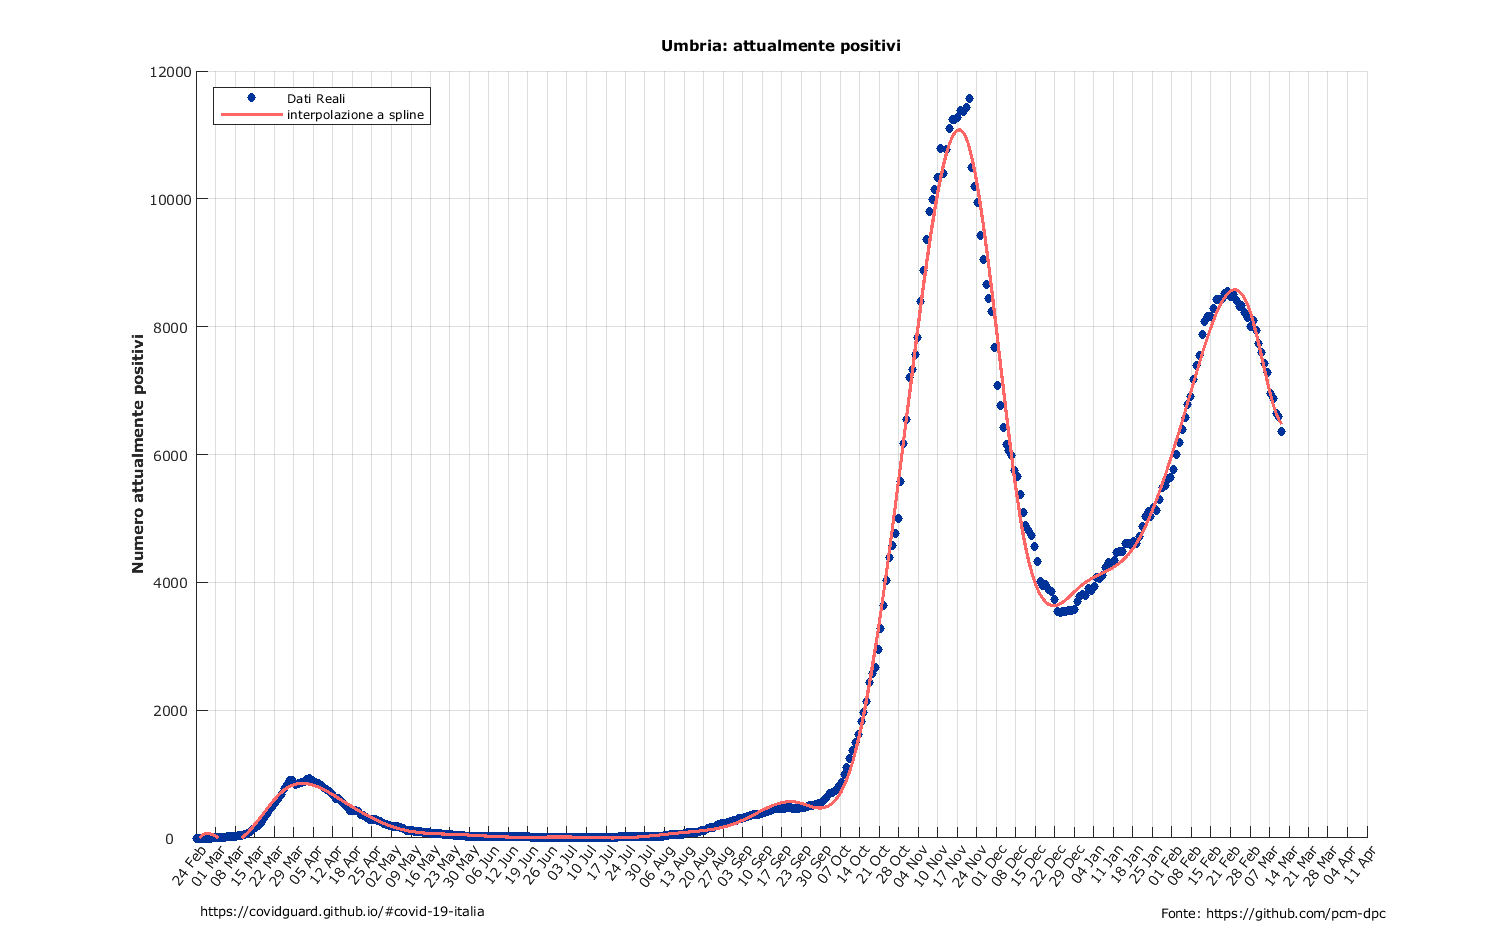 Umbria: attualmente positivi
12000
10000
8000
6000
4000
2000
0
Numero attualmente positivi
Dati Reali
interpolazione a spline
24 Feb
01 Mar
08 Mar
15 Mar
22 Mar
29 Mar
05 Apr
12 Apr
18 Apr
25 Apr
02 May
09 May
16 May
23 May
30 May
06 Jun
12 Jun
19 Jun
26 Jun
03 Jul
10 Jul
17 Jul
24 Jul
30 Jul
06 Aug
13 Aug
20 Aug
27 Aug
03 Sep
10 Sep
17 Sep
23 Sep
30 Sep
07 Oct
14 Oct
21 Oct
28 Oct
04 Nov
10 Nov
17 Nov
24 Nov
01 Dec
08 Dec
15 Dec
22 Dec
29 Dec
04 Jan
11 Jan
18 Jan
25 Jan
01 Feb
08 Feb
15 Feb
21 Feb
28 Feb
07 Mar
14 Mar
21 Mar
28 Mar
04 Apr
11 Apr
https://covidguard.github.io/#covid-19-italia
Fonte: https://github.com/pcm-dpc